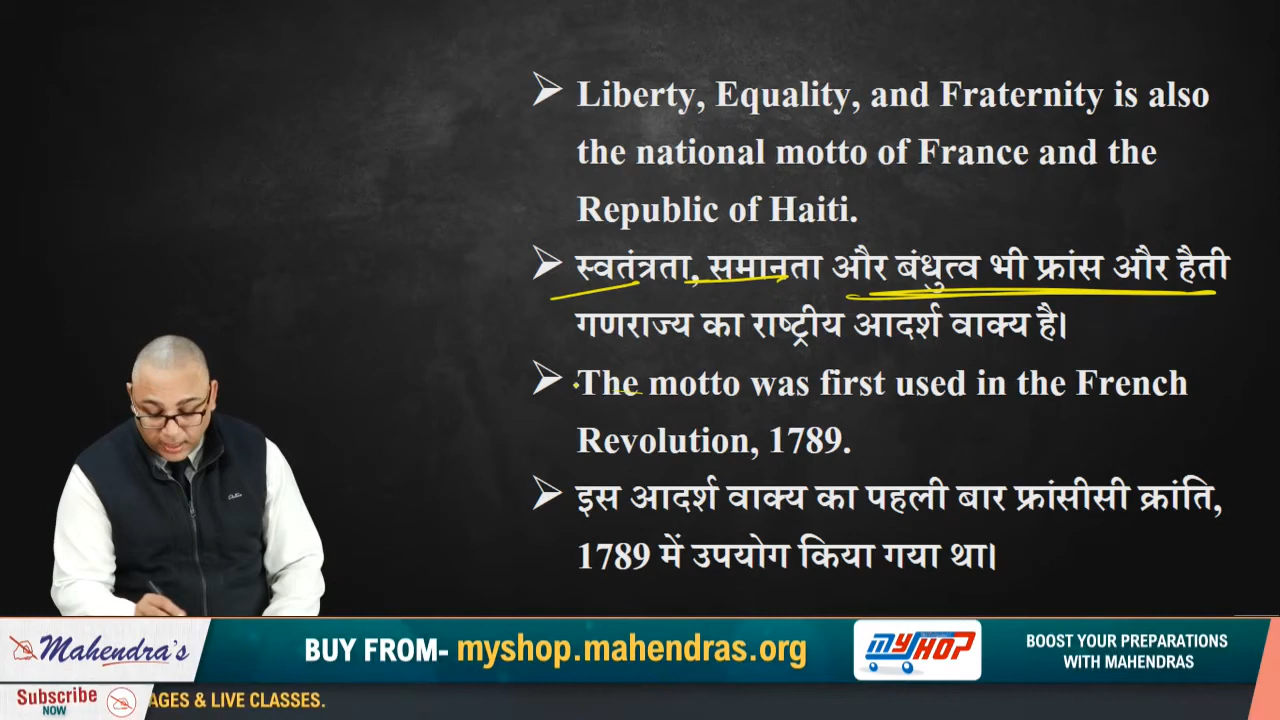 Liberty, Equality, and Fraternity is also
the national motto of France and the
Republic of Haiti.
स्वतंत्रता, समानता और बंधुत्व भी फ्रांस और हैती
गणराज्य का राष्ट्रीय आदर्श वाक्य है।
The motto was first used in the French
Revolution, 1789.
इस आदर्श वाक्य का पहली बार फ्रांसीसी क्रांति,
1789 में उपयोग किया गया था।
Mahendra's
BUY FROM- myshop.mahendras.org
MY HOP
BOOST YOUR PREPARATIONS
WITH MAHENDRAS
Subscribe
NOW
AGES & LIVE CLASSES.